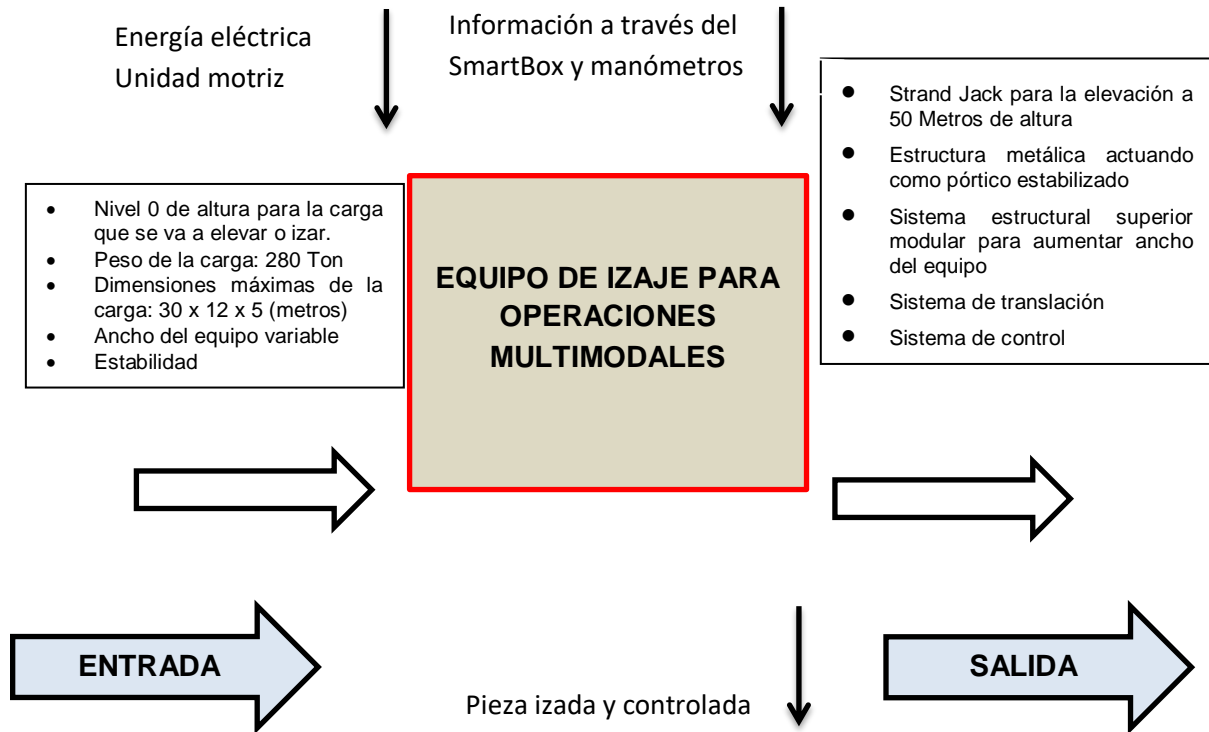 Energía eléctrica
Unidad motriz
Información a través del
SmartBox y manómetros
• Nivel 0 de altura para la carga
que se va a elevar o izar.
• Peso de la carga: 280 Ton
• Dimensiones máximas de la
carga: 30 x 12 x 5 (metros)
• Ancho del equipo variable
• Estabilidad
EQUIPO DE IZAJE PARA
OPERACIONES
MULTIMODALES
• Strand Jack para la elevación a
50 Metros de altura
• Estructura metálica actuando
como pórtico estabilizado
• Sistema estructural superior
modular para aumentar ancho
del equipo
• Sistema de translación
• Sistema de control
ENTRADA
SALIDA
Pieza izada y controlada